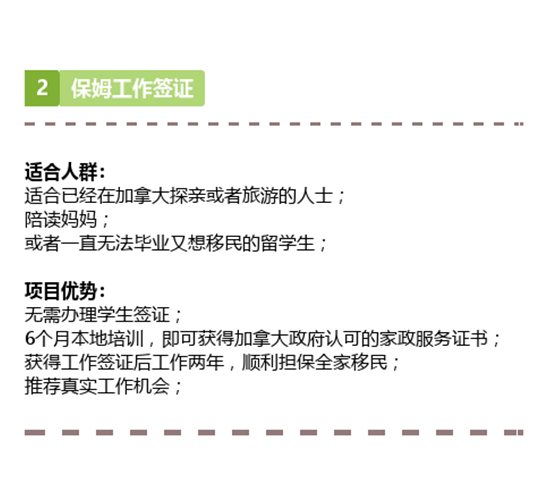 2 保姆工作签证
适合人群：
适合已经在加拿大探亲或者旅游的人士；
陪读妈妈；
或者一直无法毕业又想移民的留学生；
项目优势：
无需办理学生签证；
6个月本地培训，即可获得加拿大政府认可的家政服务证书；
获得工作签证后工作两年，顺利担保全家移民；
推荐真实工作机会；